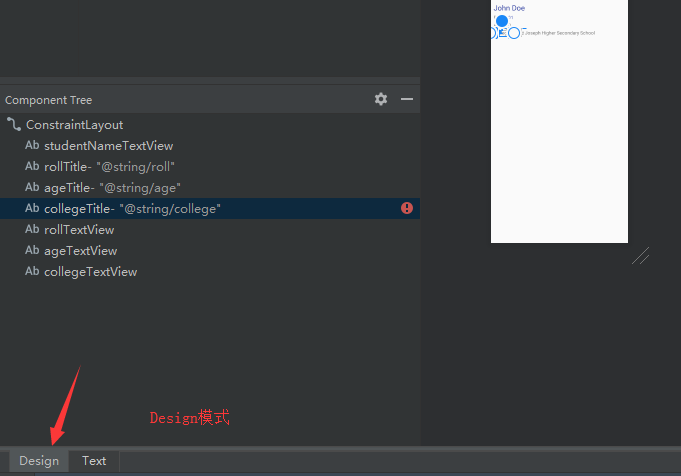 John Doe
Joseph Higher Secondary School
Component Tree
ConstraintLayout
Ab studentNameTextView
Ab rollTitle- "@string/roll"
Ab ageTitle- "@string/age"
Ab collegeTitle- "@string/college"
Ab rollTextView
Ab ageTextView
Ab collegeTextView
Design模式
Design Text